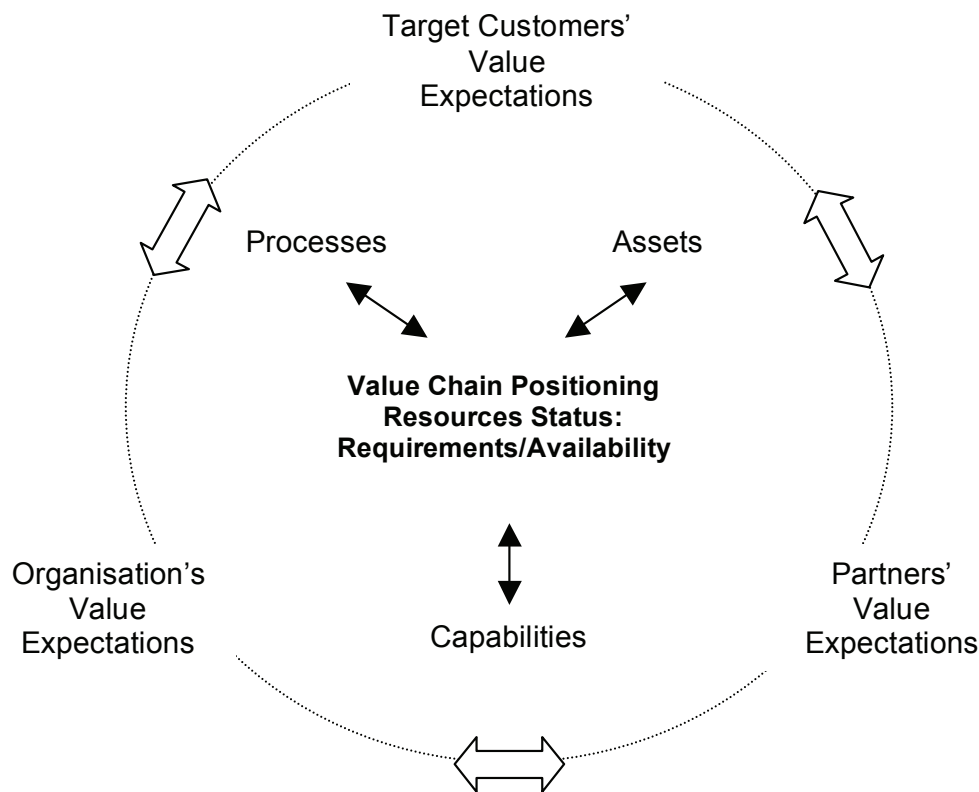 Target Customers’
Value
Expectations
Processes
Assets
Value Chain Positioning
Resources Status:
Requirements/Availability
Organisation’s
Value
Expectations
Partners’
Value
Expectations
Capabilities